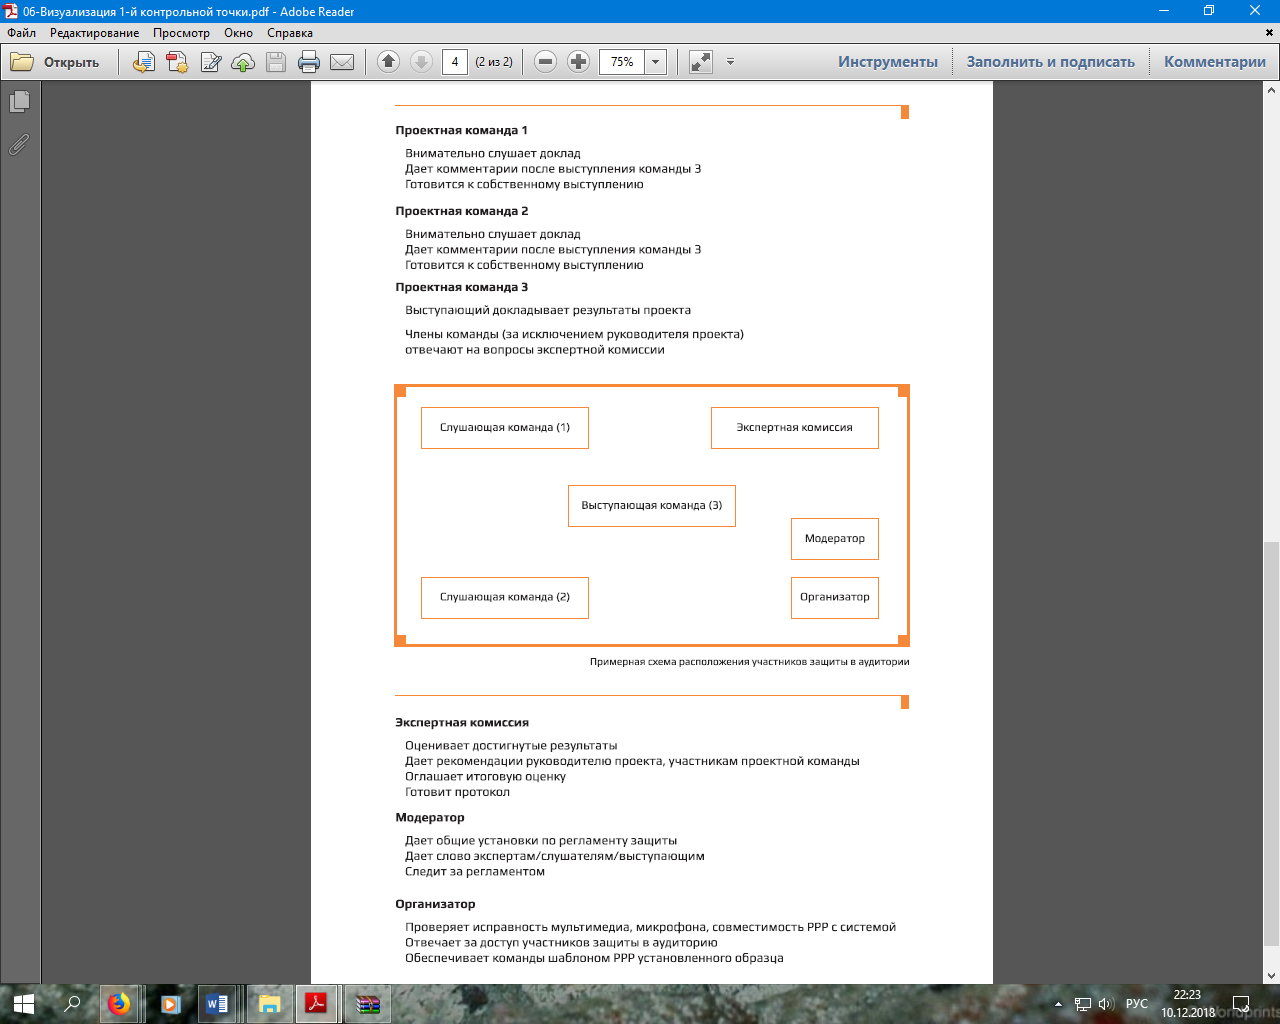 06-Визуализация 1-й контрольной точки.pdf - Adobe Reader
Файл Редактирование Просмотр Окно Справка
Открыть 4 (2 из 2) 75% Инструменты Заполнить и подписать Комментарии
Проектная команда 1
Внимательно слушает доклад
Дает комментарии после выступления команды 3
Готовится к собственному выступлению
Проектная команда 2
Внимательно слушает доклад
Дает комментарии после выступления команды 3
Готовится к собственному выступлению
Проектная команда 3
Выступающий докладывает результаты проекта
Члены команды (за исключением руководителя проекта)
отвечают на вопросы экспертной комиссии
Слушающая команда (1) Экспертная комиссия
Выступающая команда (3)
Модератор
Слушающая команда (2) Организатор
Примерная схема расположения участников защиты в аудитории
Экспертная комиссия
Оценивает достигнутые результаты
Дает рекомендации руководителю проекта, участникам проектной команды
Оглашает итоговую оценку
Готовит протокол
Модератор
Дает общие установки по регламенту защиты
Дает слово экспертам/слушателям/выступающим
Следит за регламентом
Организатор
Проверяет исправность мультимедиа, микрофона, совместимость PPP с системой
Отвечает за доступ участников защиты в аудиторию
Обеспечивает команды шаблоном PPP установленного образца
РУС
22:23
10.12.2018